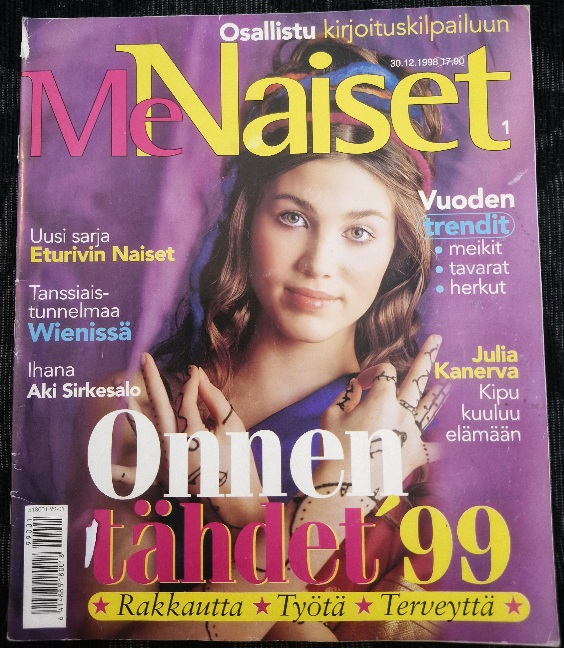 Osallistu kirjoituskilpailuun
30.12.1998 17,90
MeNaiset
1
Vuoden
trendit
• meikit
• tavarat
• herkut
Uusi sarja
Eturivin Naiset
Tanssiais-
tunnelmaa
Wienissä
Ihana
Aki Sirkesalo
Julia
Kanerva
Kipu
kuuluu
elämään
Onnen
tähdet '99
★ Rakkautta ★ Työtä ★ Terveyttä ★
99001